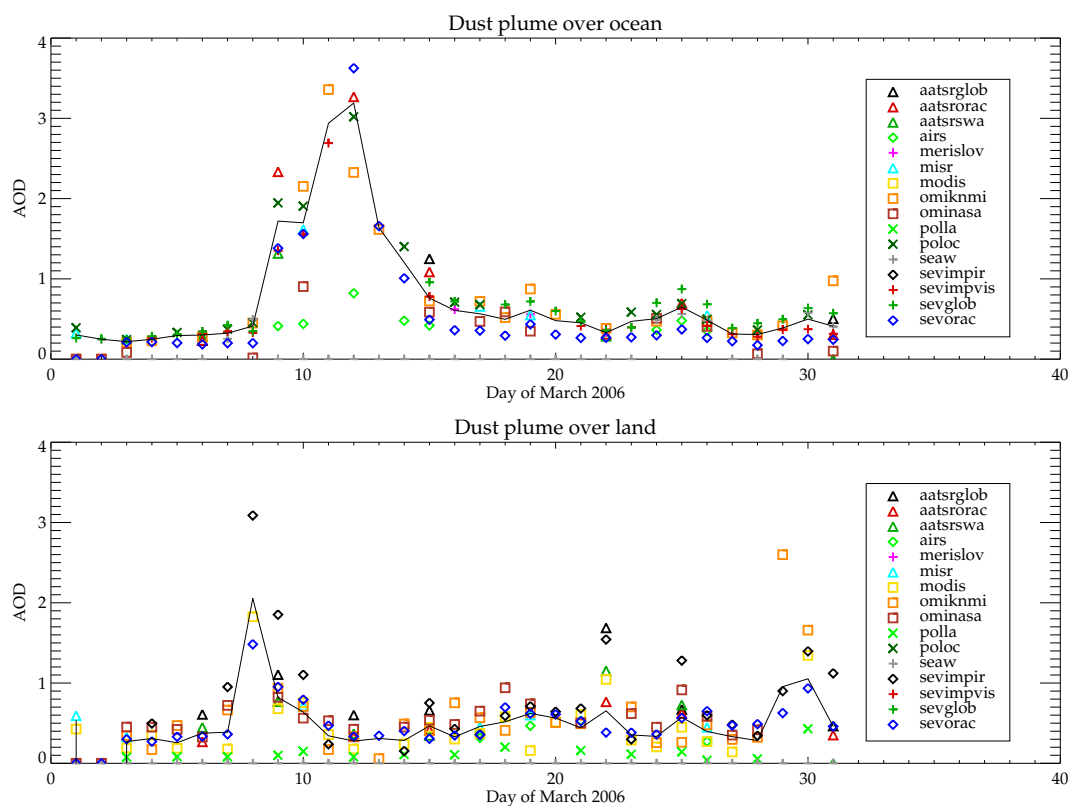 Dust plume over ocean
4
3
2
1
0
AOD
0
10
20
30
40
Day of March 2006
aatsrglob
aatsrorac
aatsrswa
airs
merislov
misr
modis
omiknmi
ominasa
polla
poloc
seaw
sevimpir
sevimpvis
sevglob
sevorac
Dust plume over land
4
3
2
1
0
AOD
0
10
20
30
40
Day of March 2006
aatsrglob
aatsrorac
aatsrswa
airs
merislov
misr
modis
omiknmi
ominasa
polla
poloc
seaw
sevimpir
sevimpvis
sevglob
sevorac